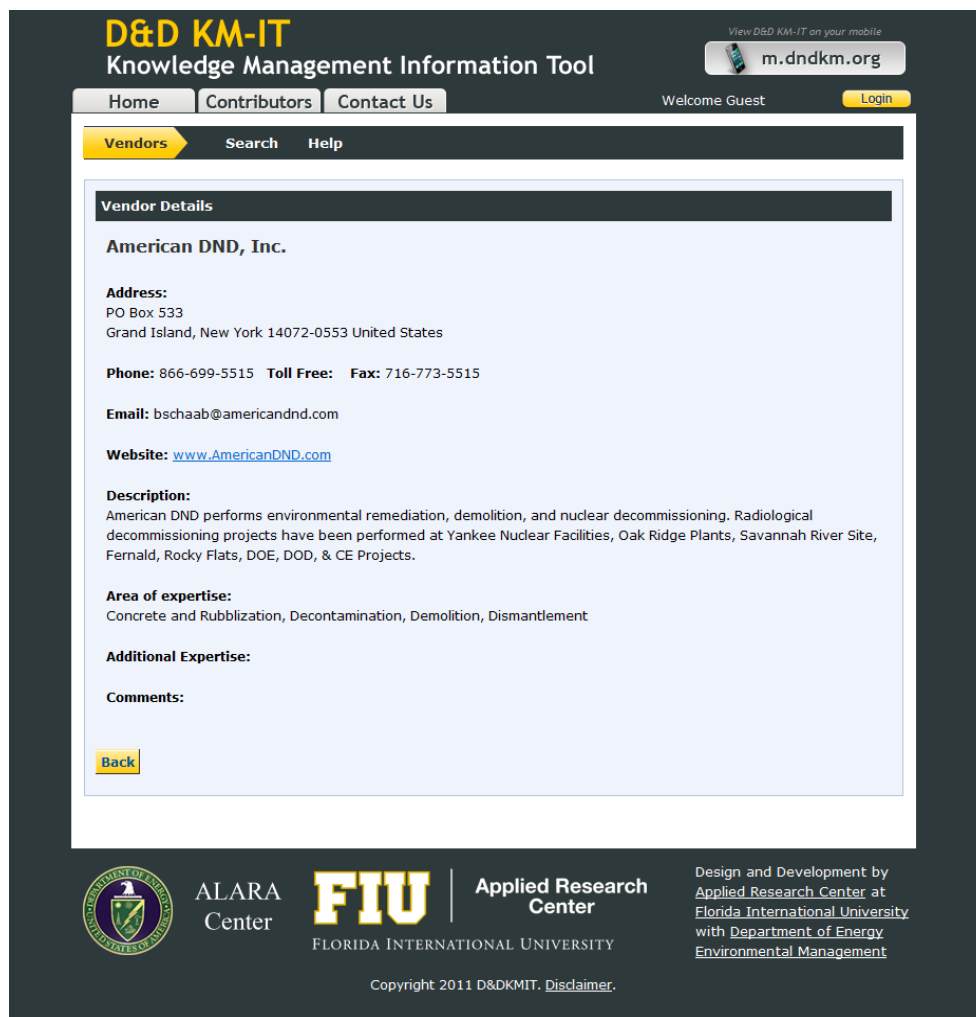 D&D KM-IT
Knowledge Management Information Tool
View D&D KM-IT on your mobile
m.dndkm.org
Home Contributors Contact Us
Welcome Guest Login
Vendors Search Help
Vendor Details
American DND, Inc.
Address:
PO Box 533
Grand Island, New York 14072-0553 United States
Phone: 866-699-5515 Toll Free: Fax: 716-773-5515
Email: bschaab@americandnd.com
Website: www.AmericanDND.com
Description:
American DND performs environmental remediation, demolition, and nuclear decommissioning. Radiological
decommissioning projects have been performed at Yankee Nuclear Facilities, Oak Ridge Plants, Savannah River Site,
Fernald, Rocky Flats, DOE, DOD, & CE Projects.
Area of expertise:
Concrete and Rubblization, Decontamination, Demolition, Dismantlement
Additional Expertise:
Comments:
Back
ALARA
Center
FIU
Applied Research
Center
FLORIDA INTERNATIONAL UNIVERSITY
Design and Development by
Applied Research Center at
Florida International University
with Department of Energy
Environmental Management
Copyright 2011 D&DKMIT. Disclaimer.